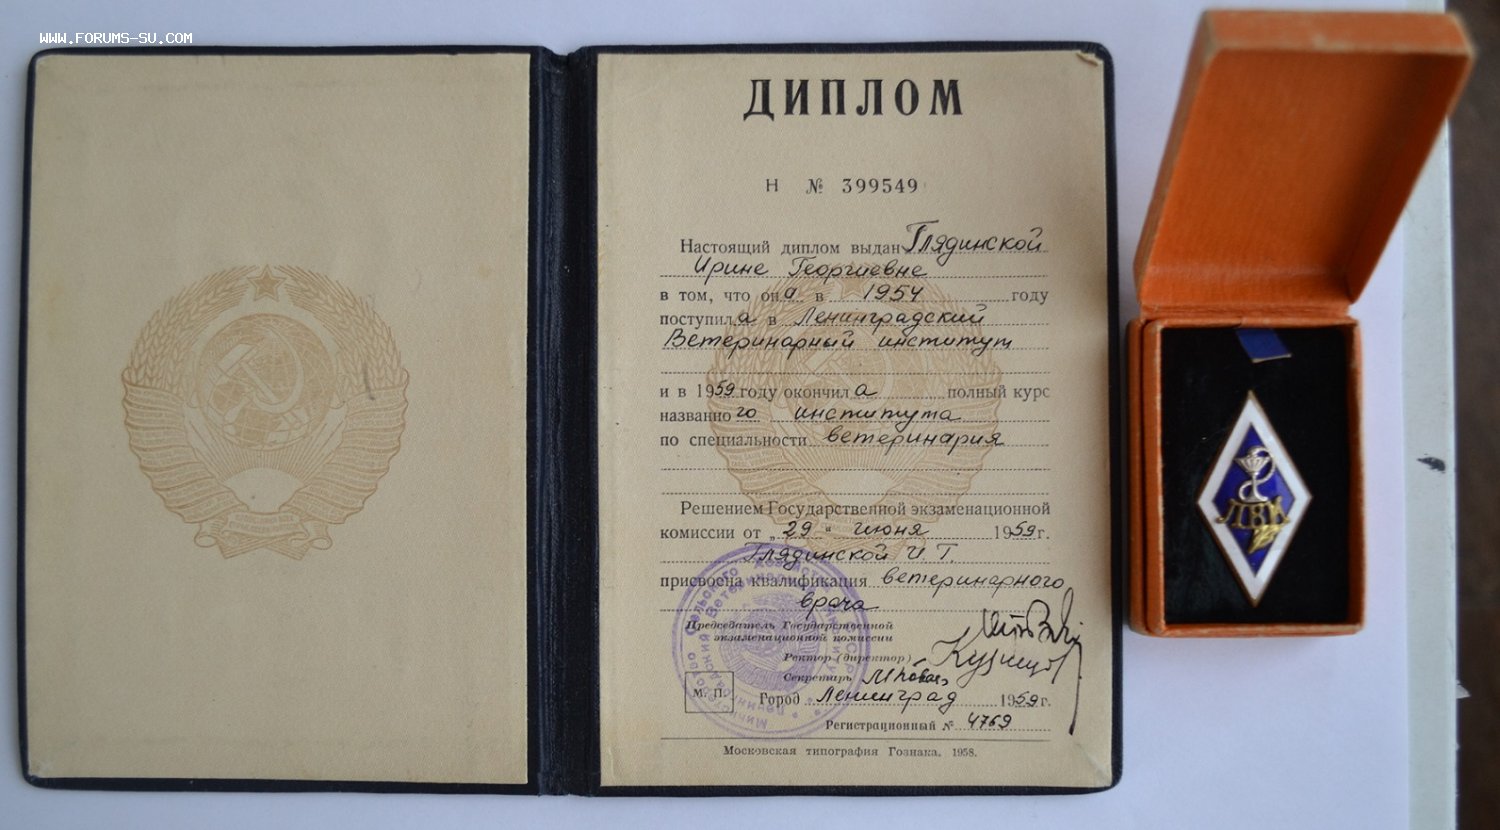 WWW.FORUMS-SU.COM
ДИПЛОМ
Н № 399549
Настоящий диплом выдан Глядинской
Ирине Георгиевне
в том, что она в 1954 году
поступила в Ленинградский
Ветеринарный институт
и в 1959 году окончила полный курс
названного института
по специальности ветеринария
Решением Государственной экзаменационной
комиссии от „29" июня 1959 г.
Глядинской И. Г.
присвоена квалификация ветеринарного
врача
Председатель Государственной
экзаменационной комиссии
Ректор (директор)
Секретарь
М. П.
Город Ленинград 1959 г.
Регистрационный № 4769
Московская типография Гознака. 1958.
ЛВИ